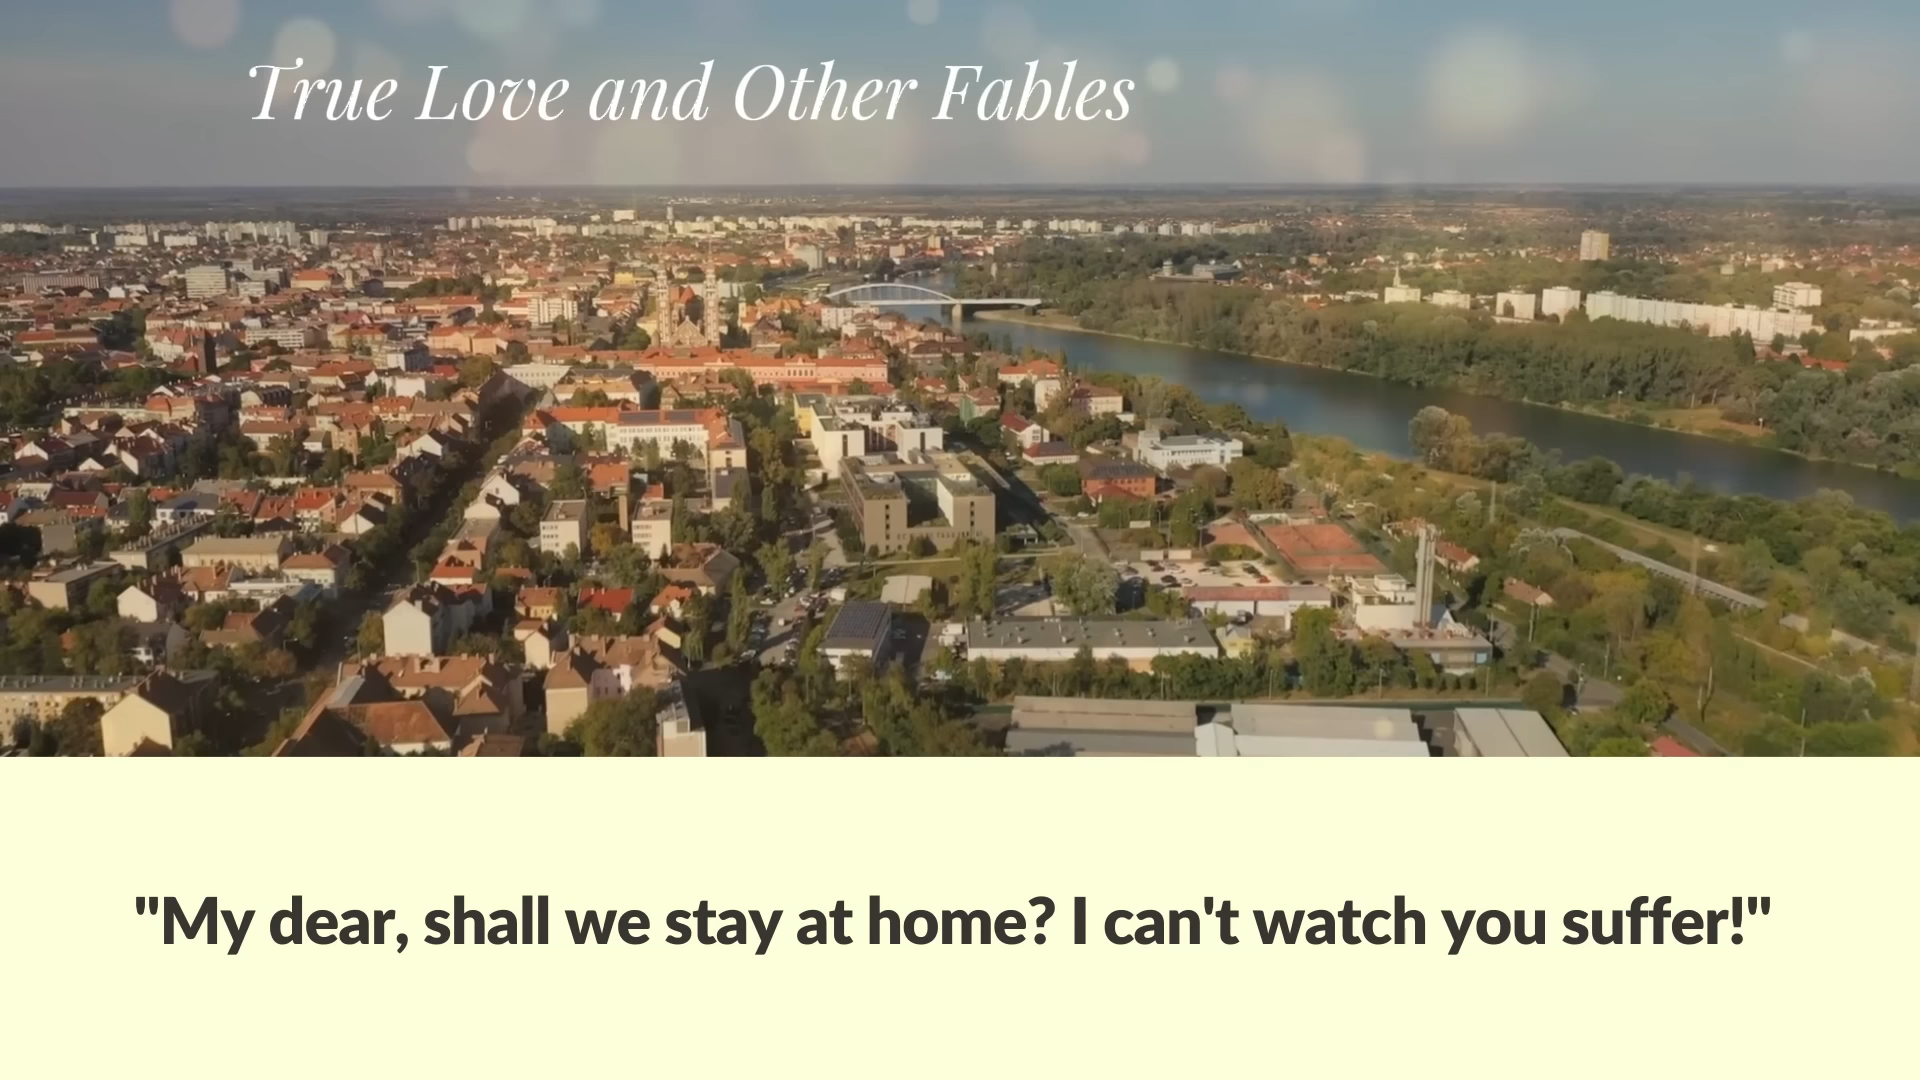 True Love and Other Fables
"My dear, shall we stay at home? I can't watch you suffer!"